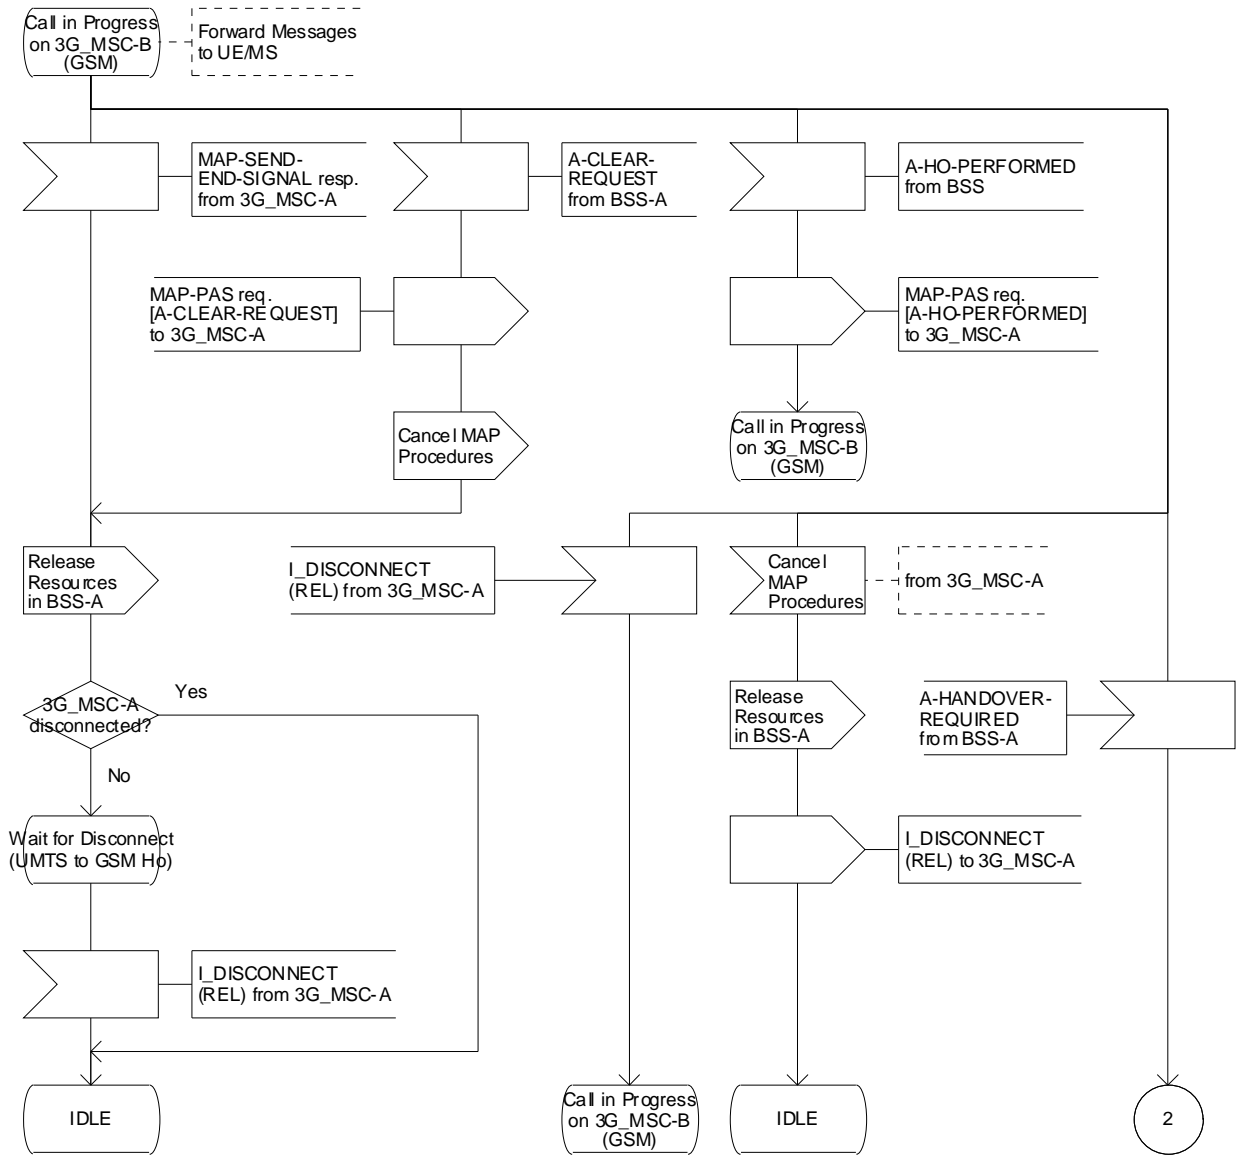 Call in Progress
on 3G_MSC-B
(GSM)
Forward Messages
to UE/MS
MAP-SEND-
END-SIGNAL resp.
from 3G_MSC-A
A-CLEAR-
REQUEST
from BSS-A
A-HO-PERFORMED
from BSS
MAP-PAS req.
[A-CLEAR-REQUEST]
to 3G_MSC-A
MAP-PAS req.
[A-HO-PERFORMED]
to 3G_MSC-A
Cancel MAP
Procedures
Call in Progress
on 3G_MSC-B
(GSM)
Release
Resources
in BSS-A
I_DISCONNECT
(REL) from 3G_MSC-A
Cancel
MAP
Procedures
from 3G_MSC-A
3G_MSC-A
disconnected?
Yes
No
Release
Resources
in BSS-A
A-HANDOVER-
REQUIRED
from BSS-A
Wait for Disconnect
(UMTS to GSM Ho)
I_DISCONNECT
(REL) to 3G_MSC-A
I_DISCONNECT
(REL) from 3G_MSC-A
IDLE
Call in Progress
on 3G_MSC-B
(GSM)
IDLE
2